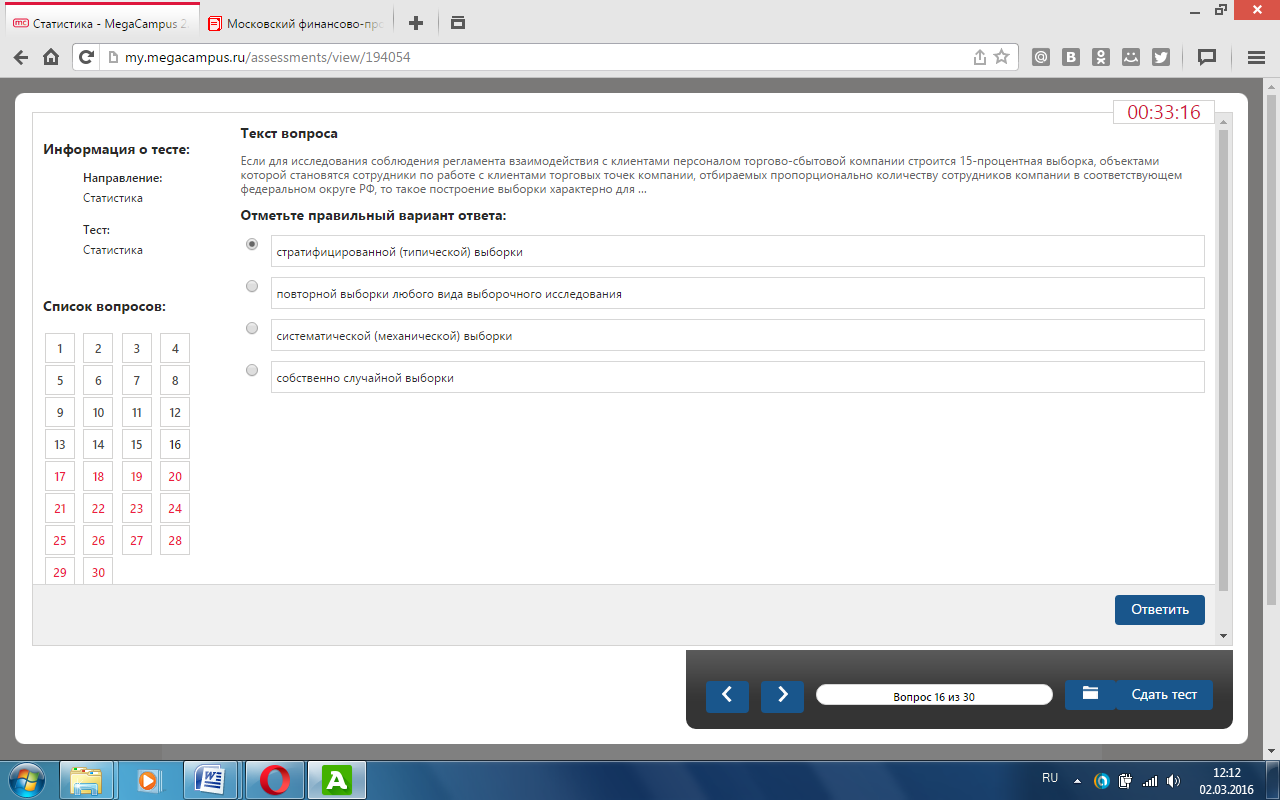 Статистика - MegaCampus 2.
Московский финансово-пр
my.megacampus.ru/assessments/view/194054
00:33:16
Информация о тесте:
Направление:
Статистика
Тест:
Статистика
Список вопросов:
1 2 3 4
5 6 7 8
9 10 11 12
13 14 15 16
17 18 19 20
21 22 23 24
25 26 27 28
29 30
Текст вопроса
Если для исследования соблюдения регламента взаимодействия с клиентами персоналом торгово-сбытовой компании строится 15-процентная выборка, объектами
которой становятся сотрудники по работе с клиентами торговых точек компании, отбираемых пропорционально количеству сотрудников компании в соответствующем
федеральном округе РФ, то такое построение выборки характерно для ...
Отметьте правильный вариант ответа:
стратифицированной (типической) выборки
повторной выборки любого вида выборочного исследования
систематической (механической) выборки
собственно случайной выборки
Ответить
Вопрос 16 из 30
Сдать тест
RU
12:12
02.03.2016